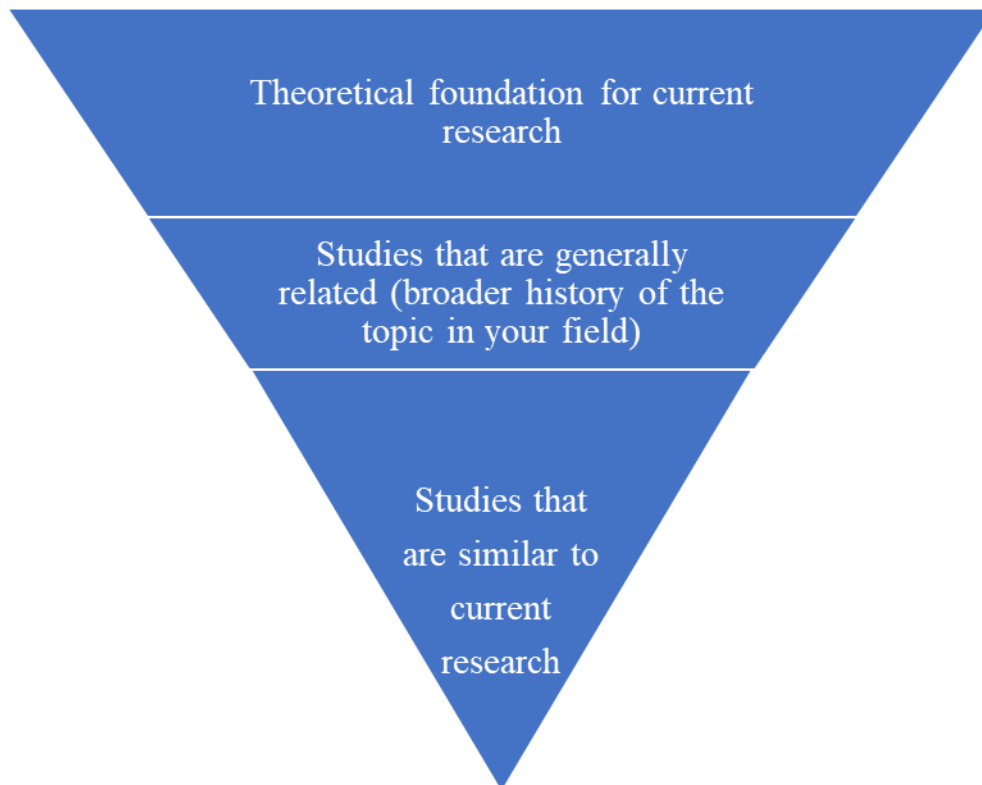 Theoretical foundation for current
research
Studies that are generally
related (broader history of the
topic in your field)
Studies that
are similar to
current
research